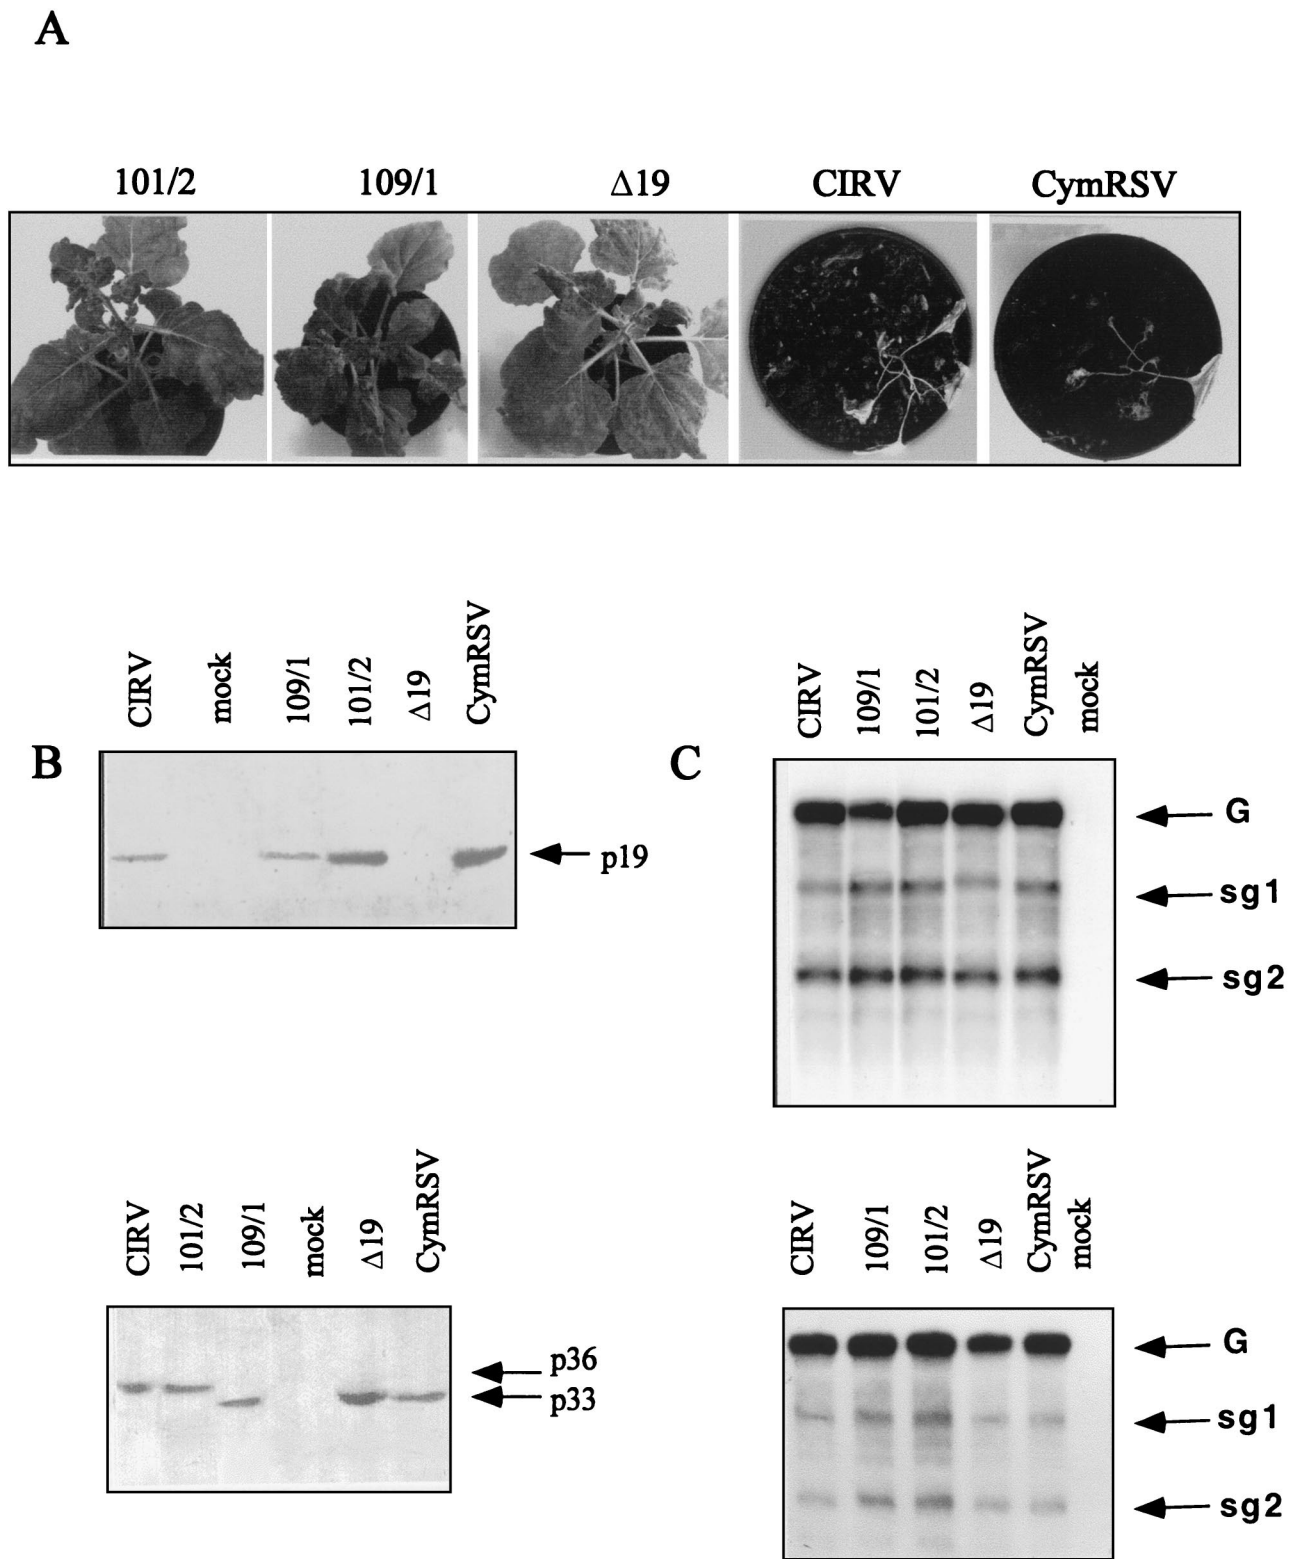 A
101/2 109/1 Δ19 CIRV CymRSV
B
CIRV mock 109/1 101/2 Δ19 CymRSV
p19
CIRV 101/2 109/1 mock Δ19 CymRSV
p36
p33
C
CIRV 109/1 101/2 Δ19 CymRSV mock
G
sg1
sg2
CIRV 109/1 101/2 Δ19 CymRSV mock
G
sg1
sg2